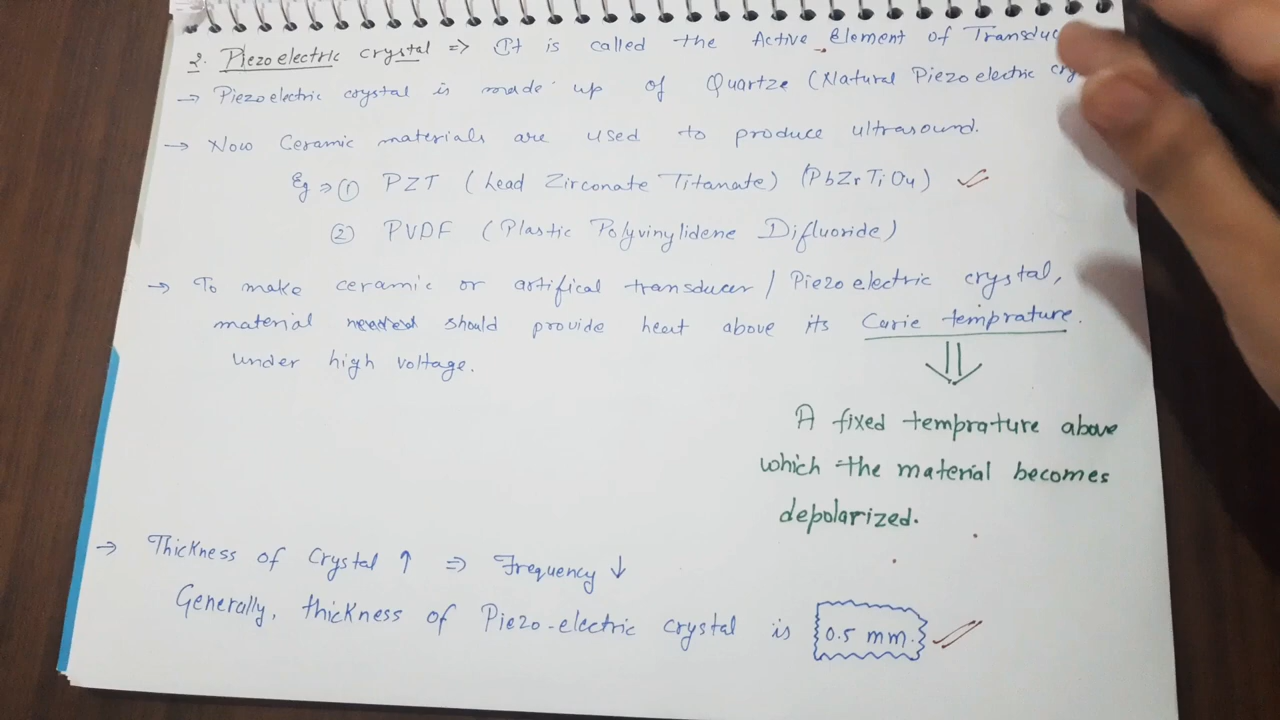 2. Piezoelectric crystal => It is called the Active Element of Transduc
→ Piezoelectric crystal is made up of Quartze (Natural Piezoelectric
→ Now Ceramic materials are used to produce ultrasound.
Eg => ① PZT (Lead Zirconate Titanate) (PbZrTiO4)
② PVDF (Plastic Polyvinylidene Difluoride)
→ To make ceramic or artifical transducer / Piezoelectric crystal,
material should provide heat above its Curie temprature.
under high voltage.
A fixed temprature above
which the material becomes
depolarized.
→ Thickness of Crystal ↑ => Frequency ↓
Generally, thickness of Piezo-electric crystal is 0.5 mm.